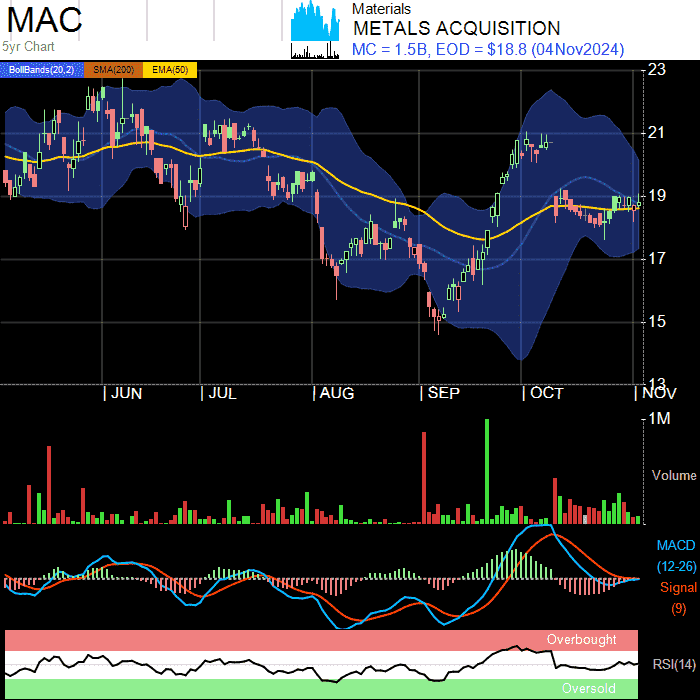 MAC
5yr Chart
Materials
METALS ACQUISITION
MC = 1.5B, EOD = $18.8 (04Nov2024)
BollBands(20,2) SMA(200) EMA(50)
23
21
19
17
15
13
JUN JUL AUG SEP OCT NOV
1M
Volume
MACD
(12-26)
Signal
(9)
Overbought
RSI(14)
Oversold